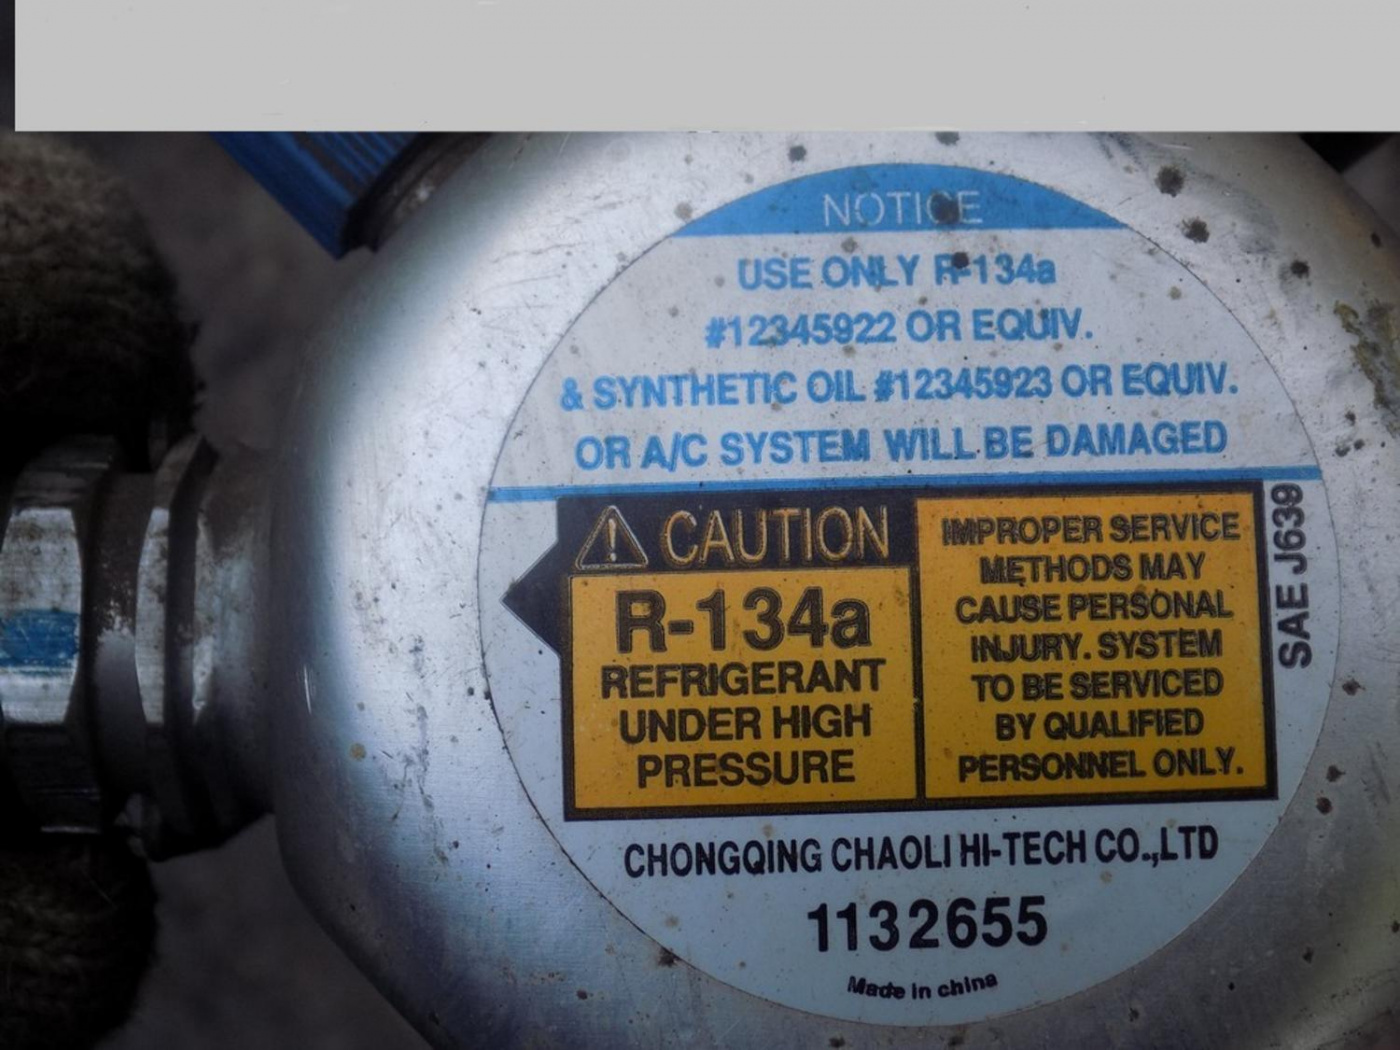 NOTICE
USE ONLY R-134a
#12345922 OR EQUIV.
& SYNTHETIC OIL #12345923 OR EQUIV.
OR A/C SYSTEM WILL BE DAMAGED
CAUTION
R-134a
REFRIGERANT
UNDER HIGH
PRESSURE
IMPROPER SERVICE
METHODS MAY
CAUSE PERSONAL
INJURY. SYSTEM
TO BE SERVICED
BY QUALIFIED
PERSONNEL ONLY.
SAE J639
CHONGQING CHAOLI HI-TECH CO.,LTD
1132655
Made in china